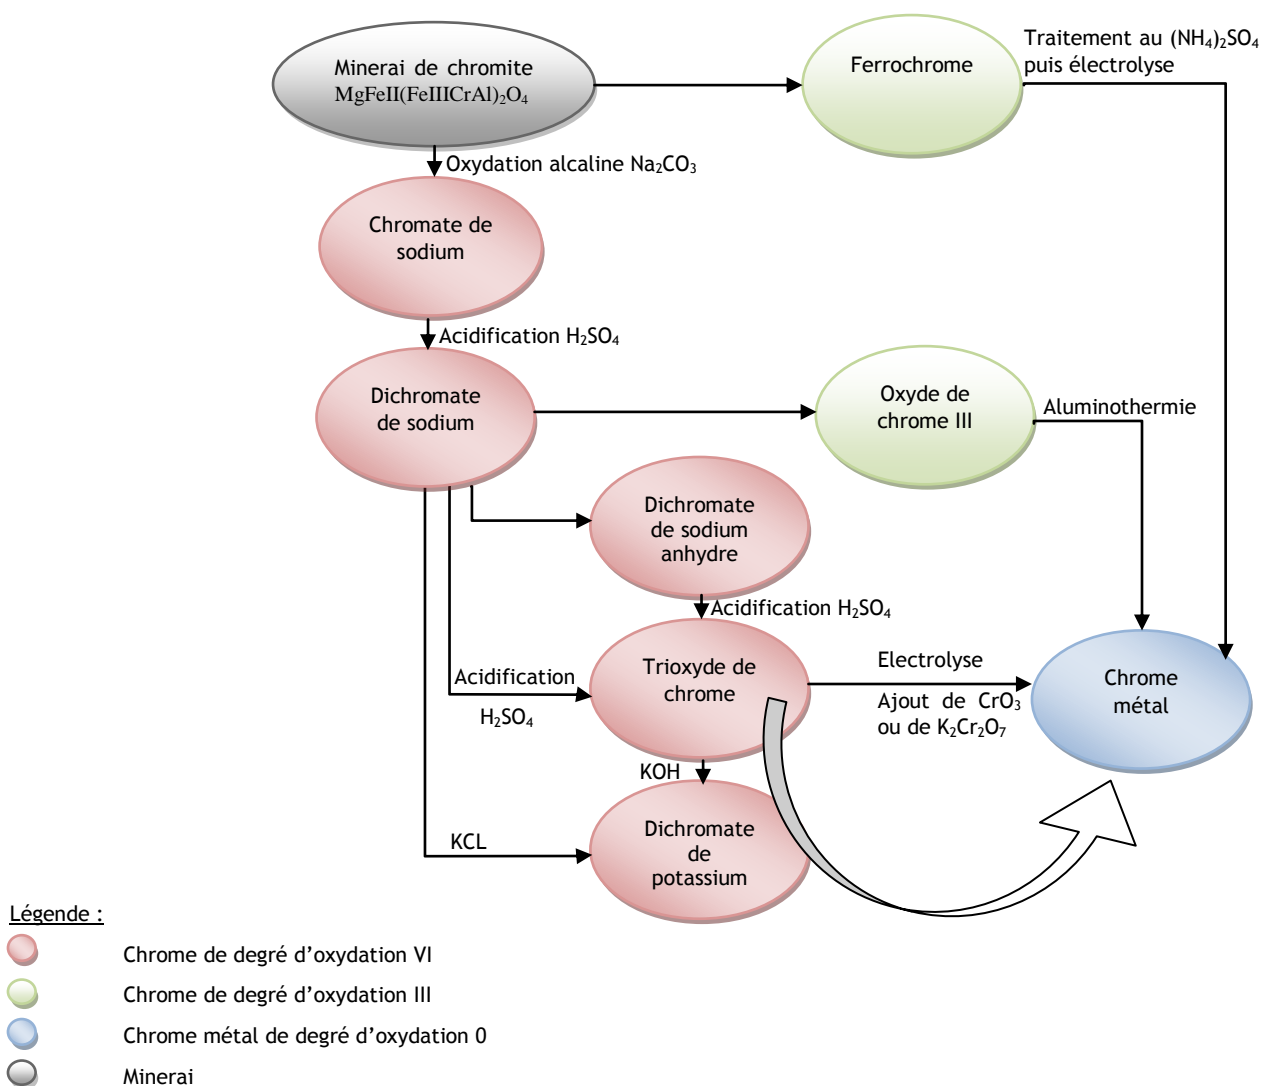 Minerai de chromite
MgFeII(FeIIICrAl)₂O₄
Ferrochrome
Traitement au (NH₄)₂SO₄
puis électrolyse
Oxydation alcaline Na₂CO₃
Chromate de
sodium
Acidification H₂SO₄
Dichromate
de sodium
Oxyde de
chrome III
Aluminothermie
Dichromate
de sodium
anhydre
Acidification H₂SO₄
Acidification
H₂SO₄
Trioxyde de
chrome
Electrolyse
Ajout de CrO₃
ou de K₂Cr₂O₇
Chrome
métal
KOH
KCL
Dichromate
de
potassium
Légende :
Chrome de degré d’oxydation VI
Chrome de degré d’oxydation III
Chrome métal de degré d’oxydation 0
Minerai